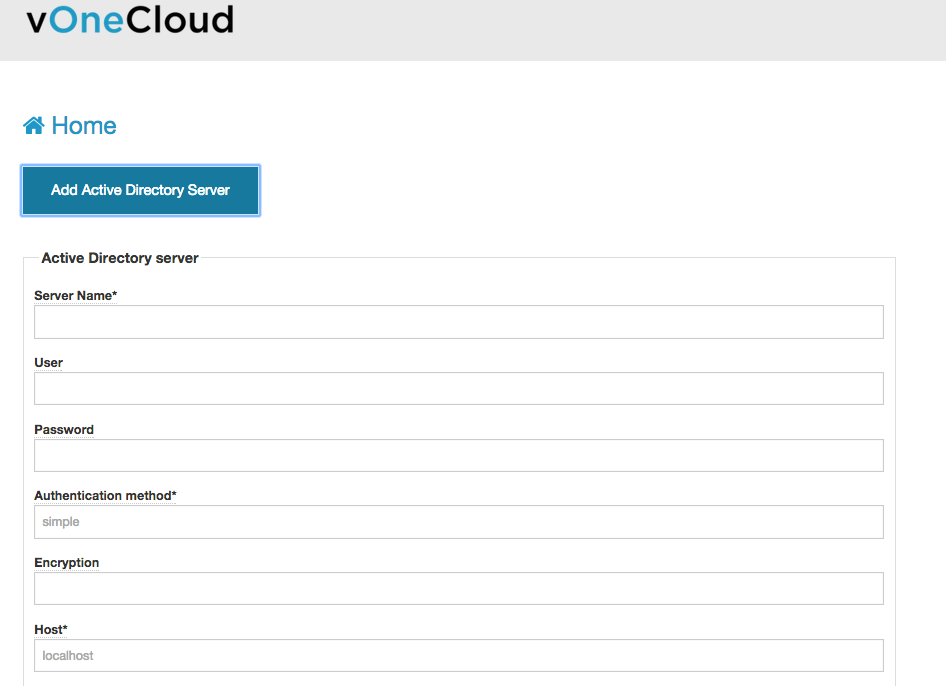 vOneCloud
Home
Add Active Directory Server
Active Directory server
Server Name*
User
Password
Authentication method*
simple
Encryption
Host*
localhost